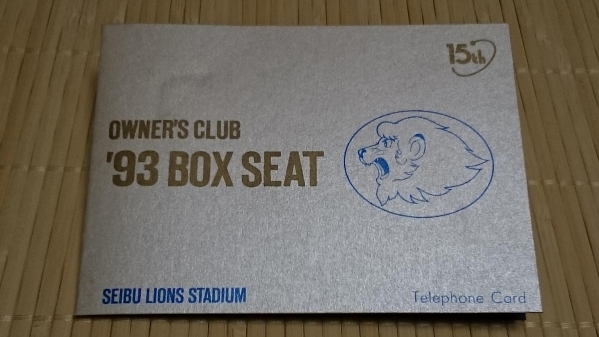 15th
OWNER'S CLUB
'93 BOX SEAT
SEIBU LIONS STADIUM
Telephone Card